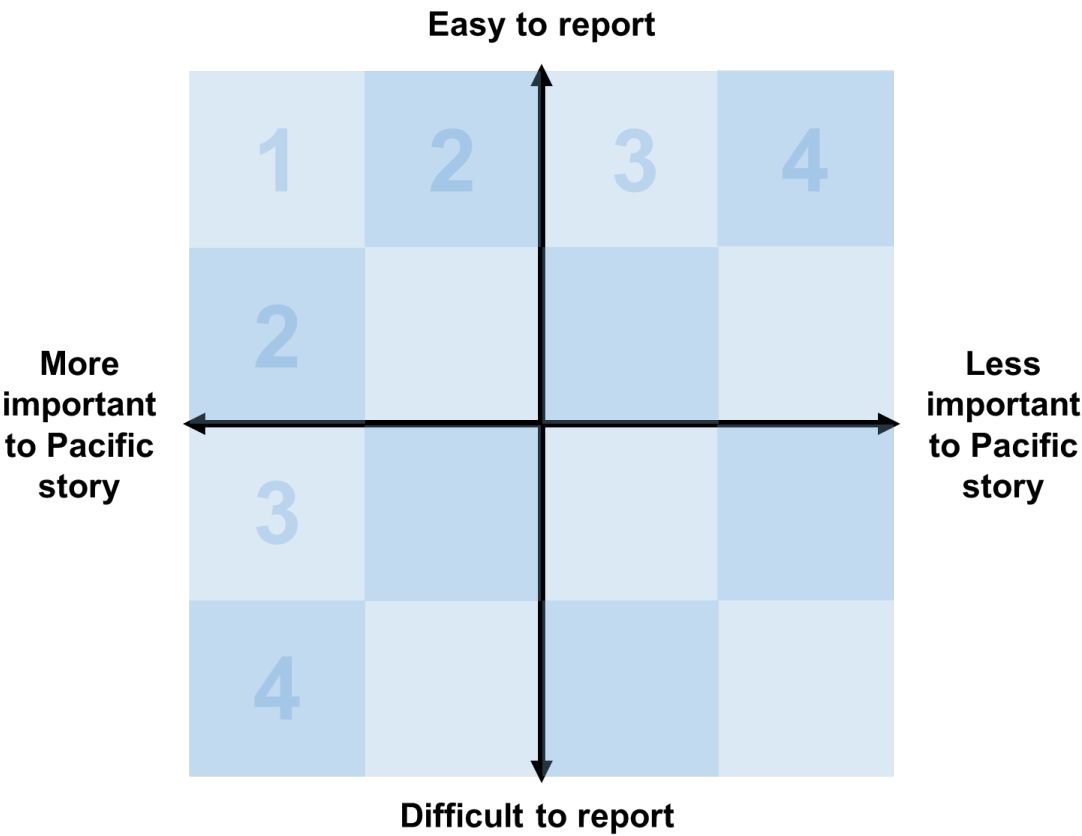 Easy to report
1 2 3 4
2
More
important
to Pacific
story
Less
important
to Pacific
story
3
4
Difficult to report